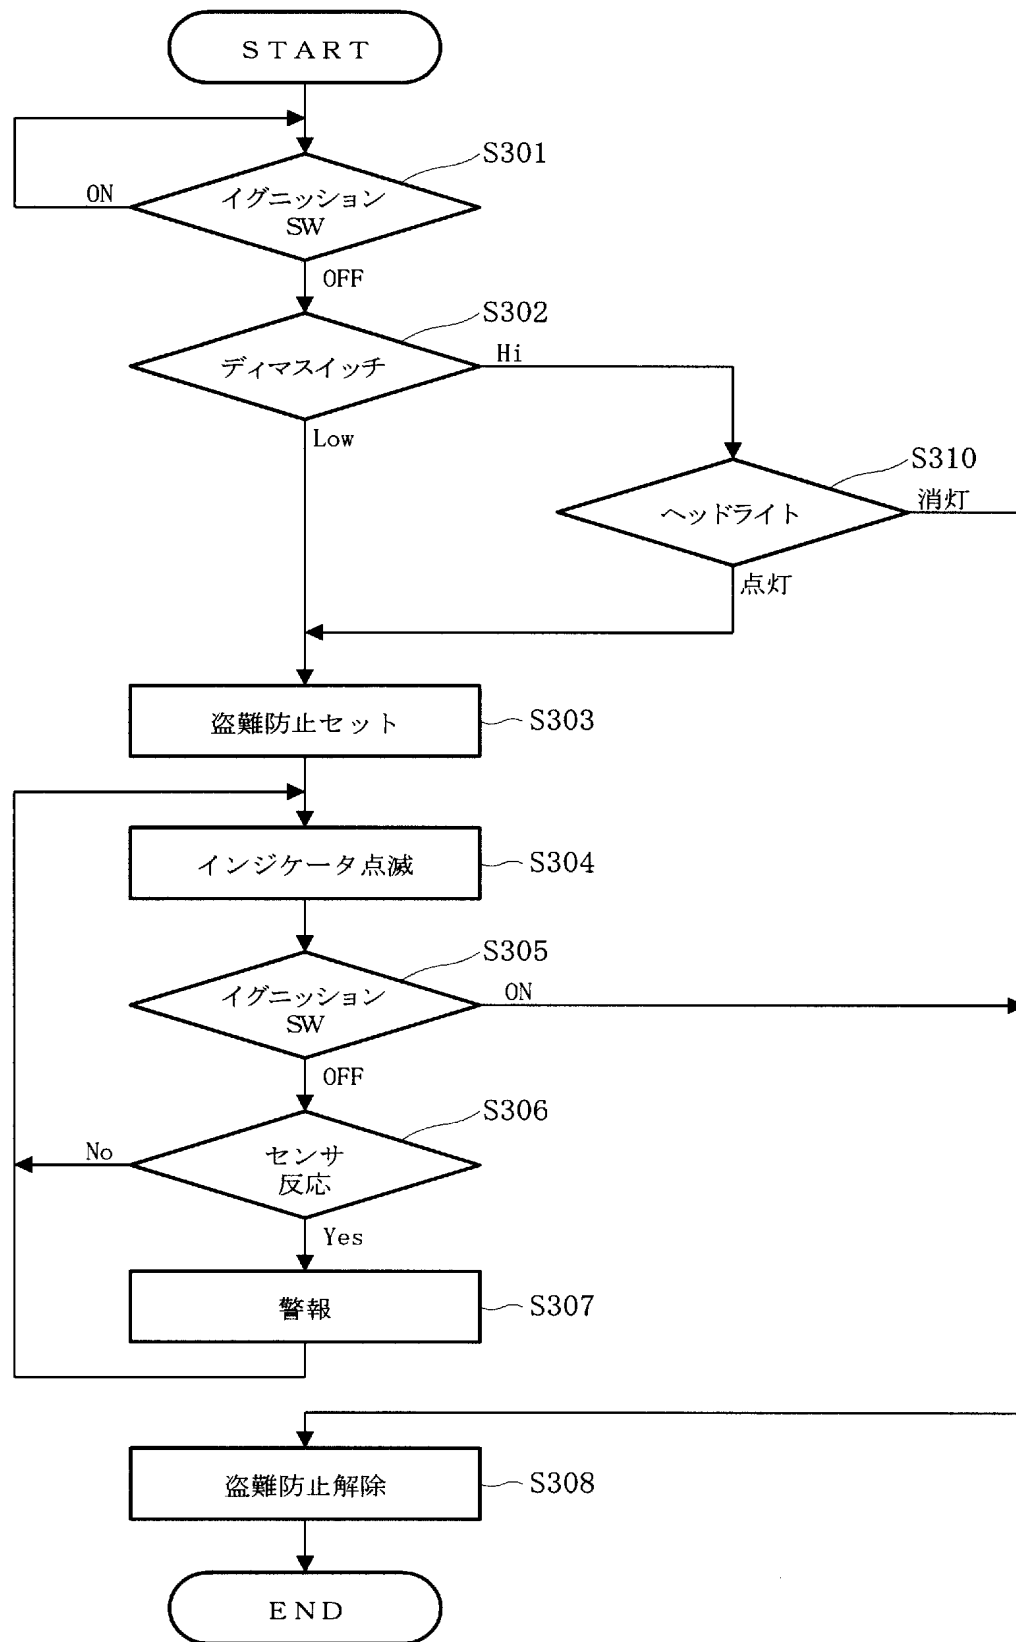 START
S301
ON
イグニッション
SW
OFF
S302
ディマスイッチ
Hi
Low
S310
ヘッドライト
消灯
点灯
盗難防止セット
S303
インジケータ点滅
S304
S305
イグニッション
SW
ON
OFF
S306
No
センサ
反応
Yes
警報
S307
盗難防止解除
S308
END